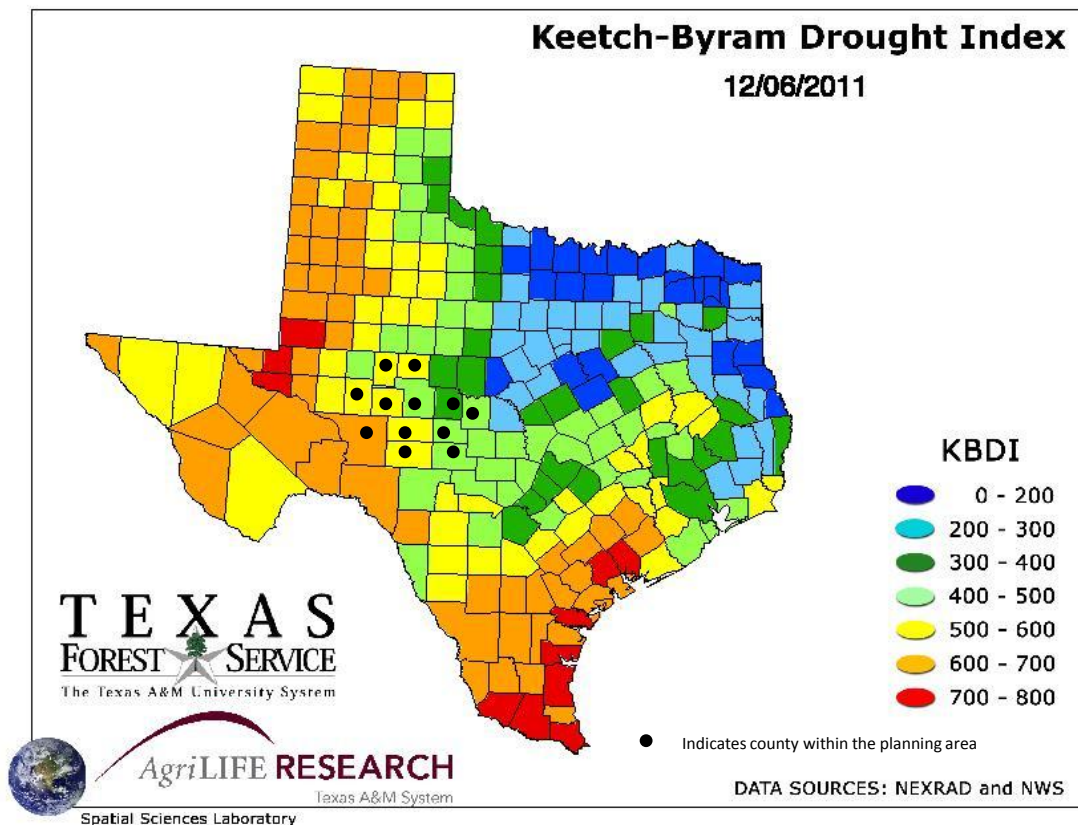 Keetch-Byram Drought Index
12/06/2011
KBDI
0 - 200
200 - 300
300 - 400
400 - 500
500 - 600
600 - 700
700 - 800
TEXAS
FOREST SERVICE
The Texas A&M University System
AgriLIFE RESEARCH
Texas A&M System
Spatial Sciences Laboratory
Indicates county within the planning area
DATA SOURCES: NEXRAD and NWS